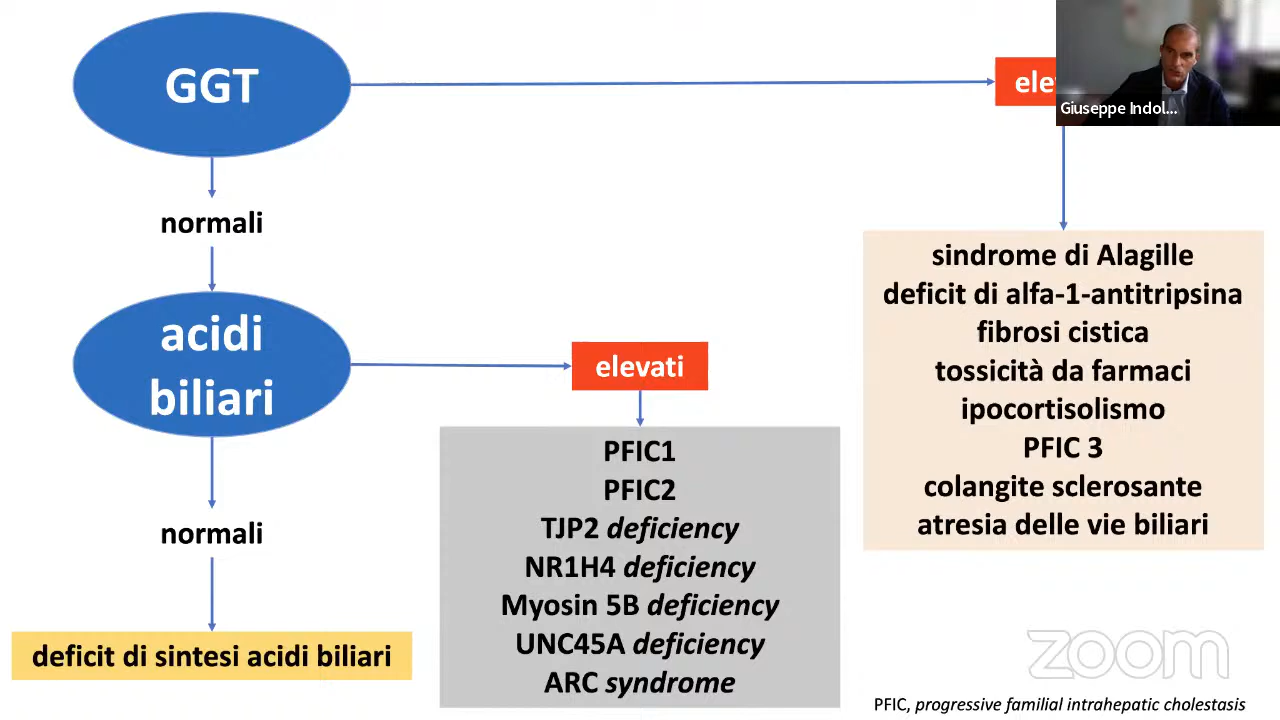 GGT
ele
Giuseppe Indol...
normali
sindrome di Alagille
deficit di alfa-1-antitripsina
fibrosi cistica
tossicità da farmaci
ipocortisolismo
PFIC 3
colangite sclerosante
atresia delle vie biliari
acidi
biliari
elevati
PFIC1
PFIC2
TJP2 deficiency
NR1H4 deficiency
Myosin 5B deficiency
UNC45A deficiency
ARC syndrome
normali
deficit di sintesi acidi biliari
zoom
PFIC, progressive familial intrahepatic cholestasis